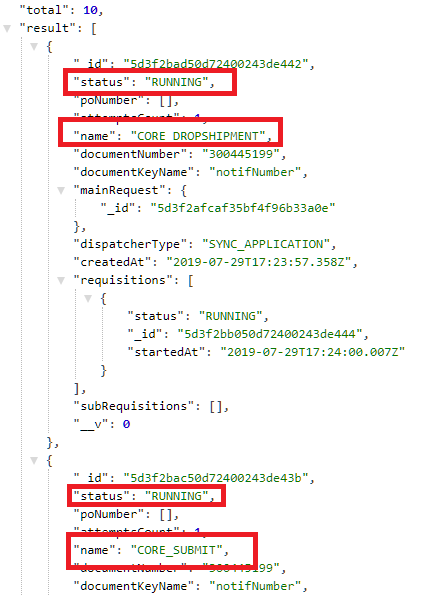 "total": 10,
"result": [
{
"_id": "5d3f2bad50d72400243de442",
"status": "RUNNING",
"poNumber": [],
"attemptsCount": 1,
"name": "CORE_DROPSHIPMENT",
"documentNumber": "300445199",
"documentKeyName": "notifNumber",
"mainRequest": {
"_id": "5d3f2afcaf35bf4f96b33a0e"
},
"dispatcherType": "SYNC_APPLICATION",
"createdAt": "2019-07-29T17:23:57.358Z",
"requisitions": [
{
"status": "RUNNING",
"_id": "5d3f2bb050d72400243de444",
"startedAt": "2019-07-29T17:24:00.007Z"
}
],
"subRequisitions": [],
"__v": 0
},
{
"_id": "5d3f2bac50d72400243de43b",
"status": "RUNNING",
"poNumber": [],
"attemptsCount": 1,
"name": "CORE_SUBMIT",
"documentNumber": "300445199",
"documentKeyName": "notifNumber",